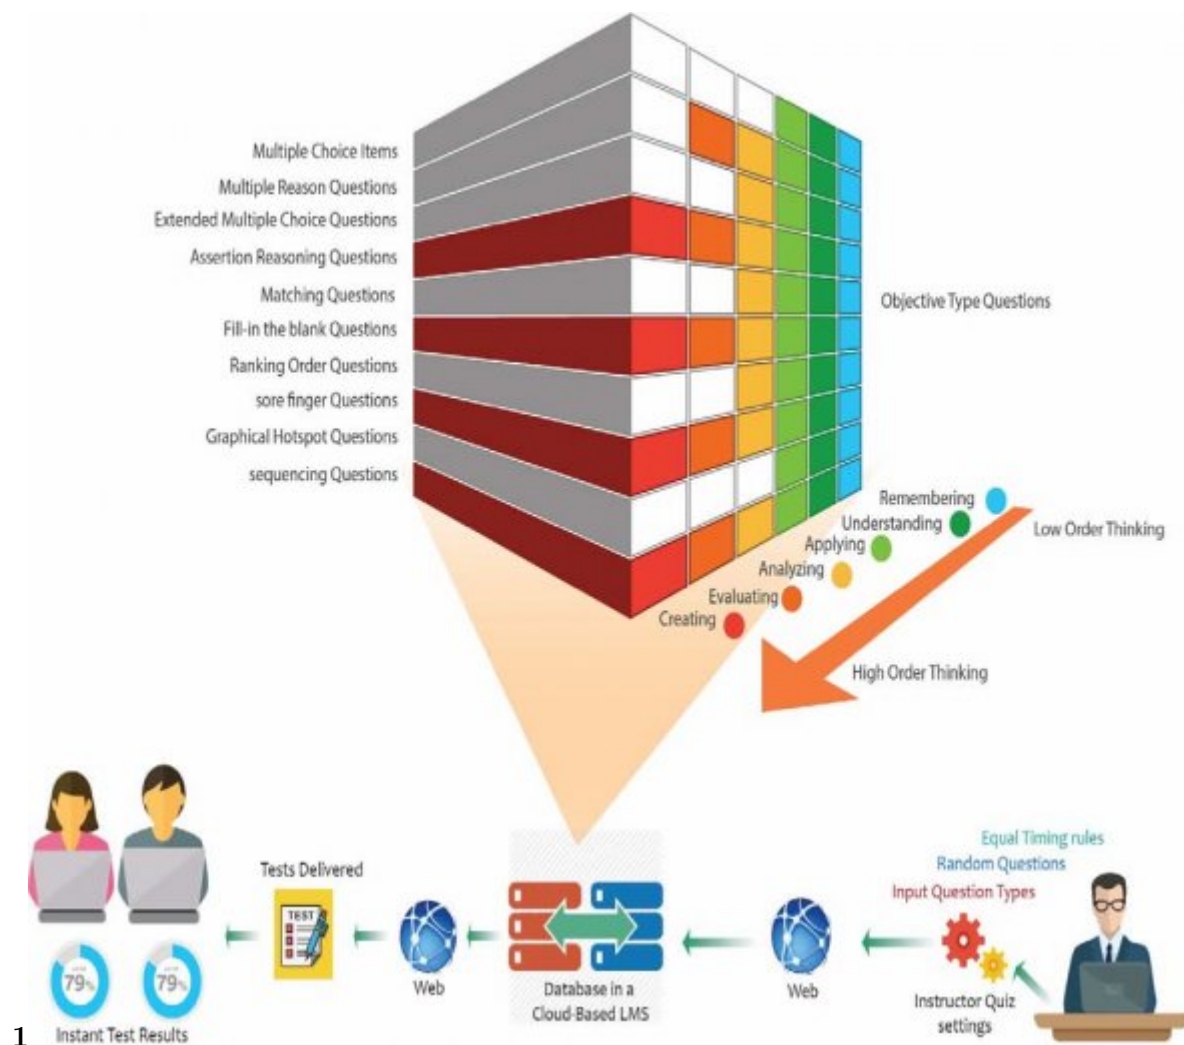 Multiple Choice Items
Multiple Reason Questions
Extended Multiple Choice Questions
Assertion Reasoning Questions
Matching Questions
Fill-in the blank Questions
Ranking Order Questions
sore finger Questions
Graphical Hotspot Questions
sequencing Questions
Objective Type Questions
Remembering
Understanding
Applying
Analyzing
Evaluating
Creating
Low Order Thinking
High Order Thinking
Equal Timing rules
Random Questions
Input Question Types
Tests Delivered
TEST
Web
Database in a
Cloud-Based LMS
Web
Instructor Quiz
settings
79%
79%
Instant Test Results
1